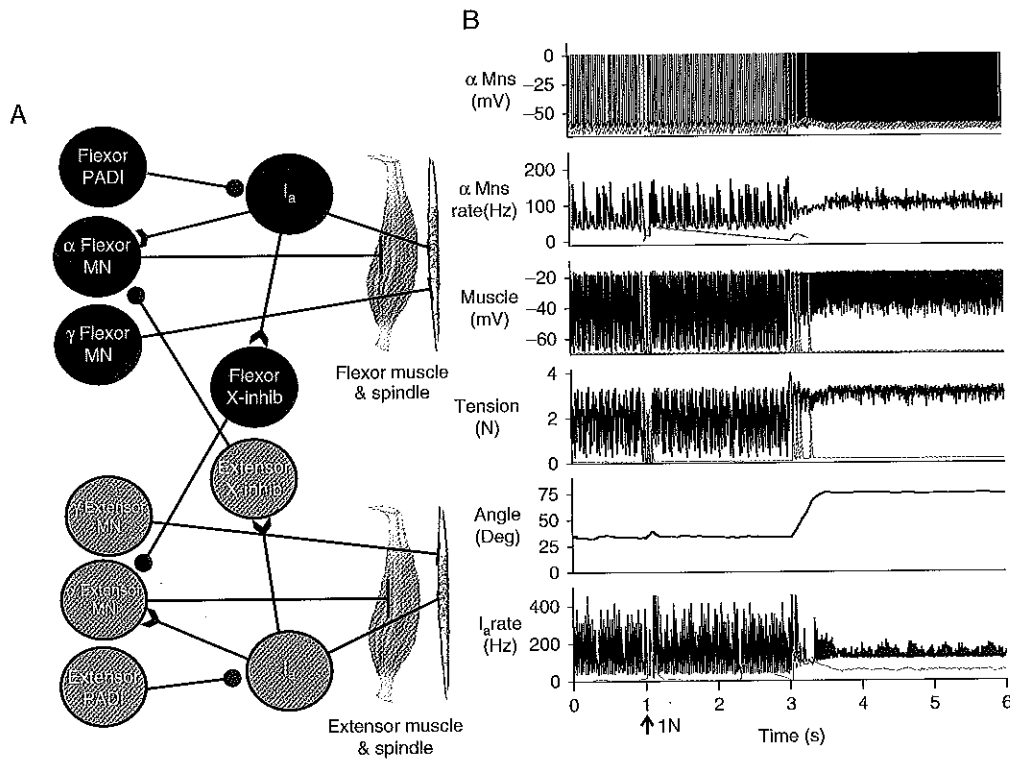 A
Flexor
PADI
I_a
α Flexor
MN
γ Flexor
MN
Flexor
X-inhib
Flexor muscle
& spindle
Extensor
X-inhib
γ Extensor
MN
Extensor
MN
Extensor
PADI
Extensor muscle
& spindle
B
α Mns
(mV)
0
−25
−50
α Mns
rate(Hz)
200
100
0
Muscle
(mV)
−20
−40
−60
Tension
(N)
4
2
0
Angle
(Deg)
75
50
25
0
I_a rate
(Hz)
400
200
0
0 1 2 3 4 5 6
1N
Time (s)